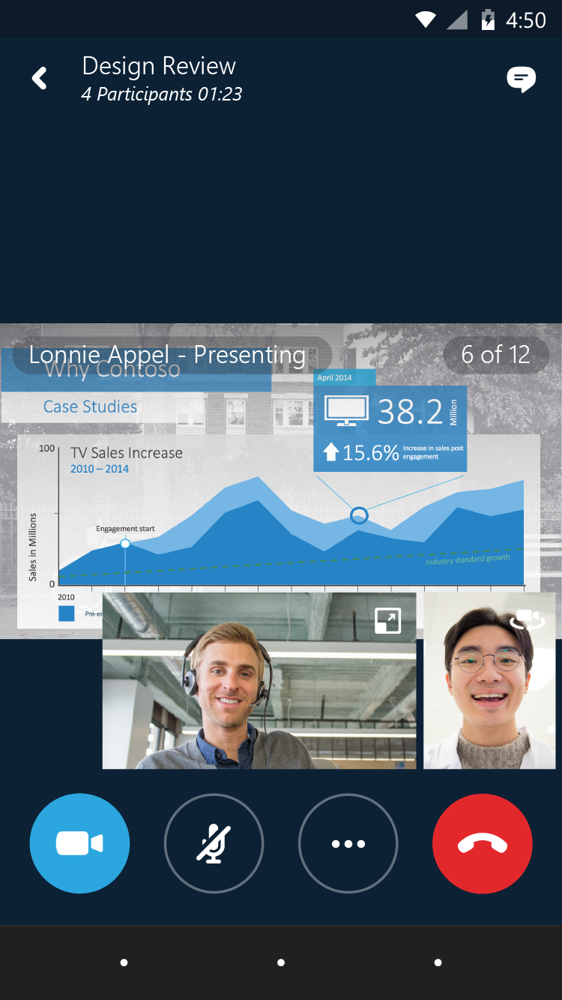 4:50
Design Review
4 Participants 01:23
Lonnie Appel - Presenting
6 of 12
Why Contoso
Case Studies
April 2014
38.2 Million
15.6% Increase in sales post
engagement
100
TV Sales Increase
2010 – 2014
Engagement start
Sales in Millions
Industry standard growth
0
2010
Pre-er